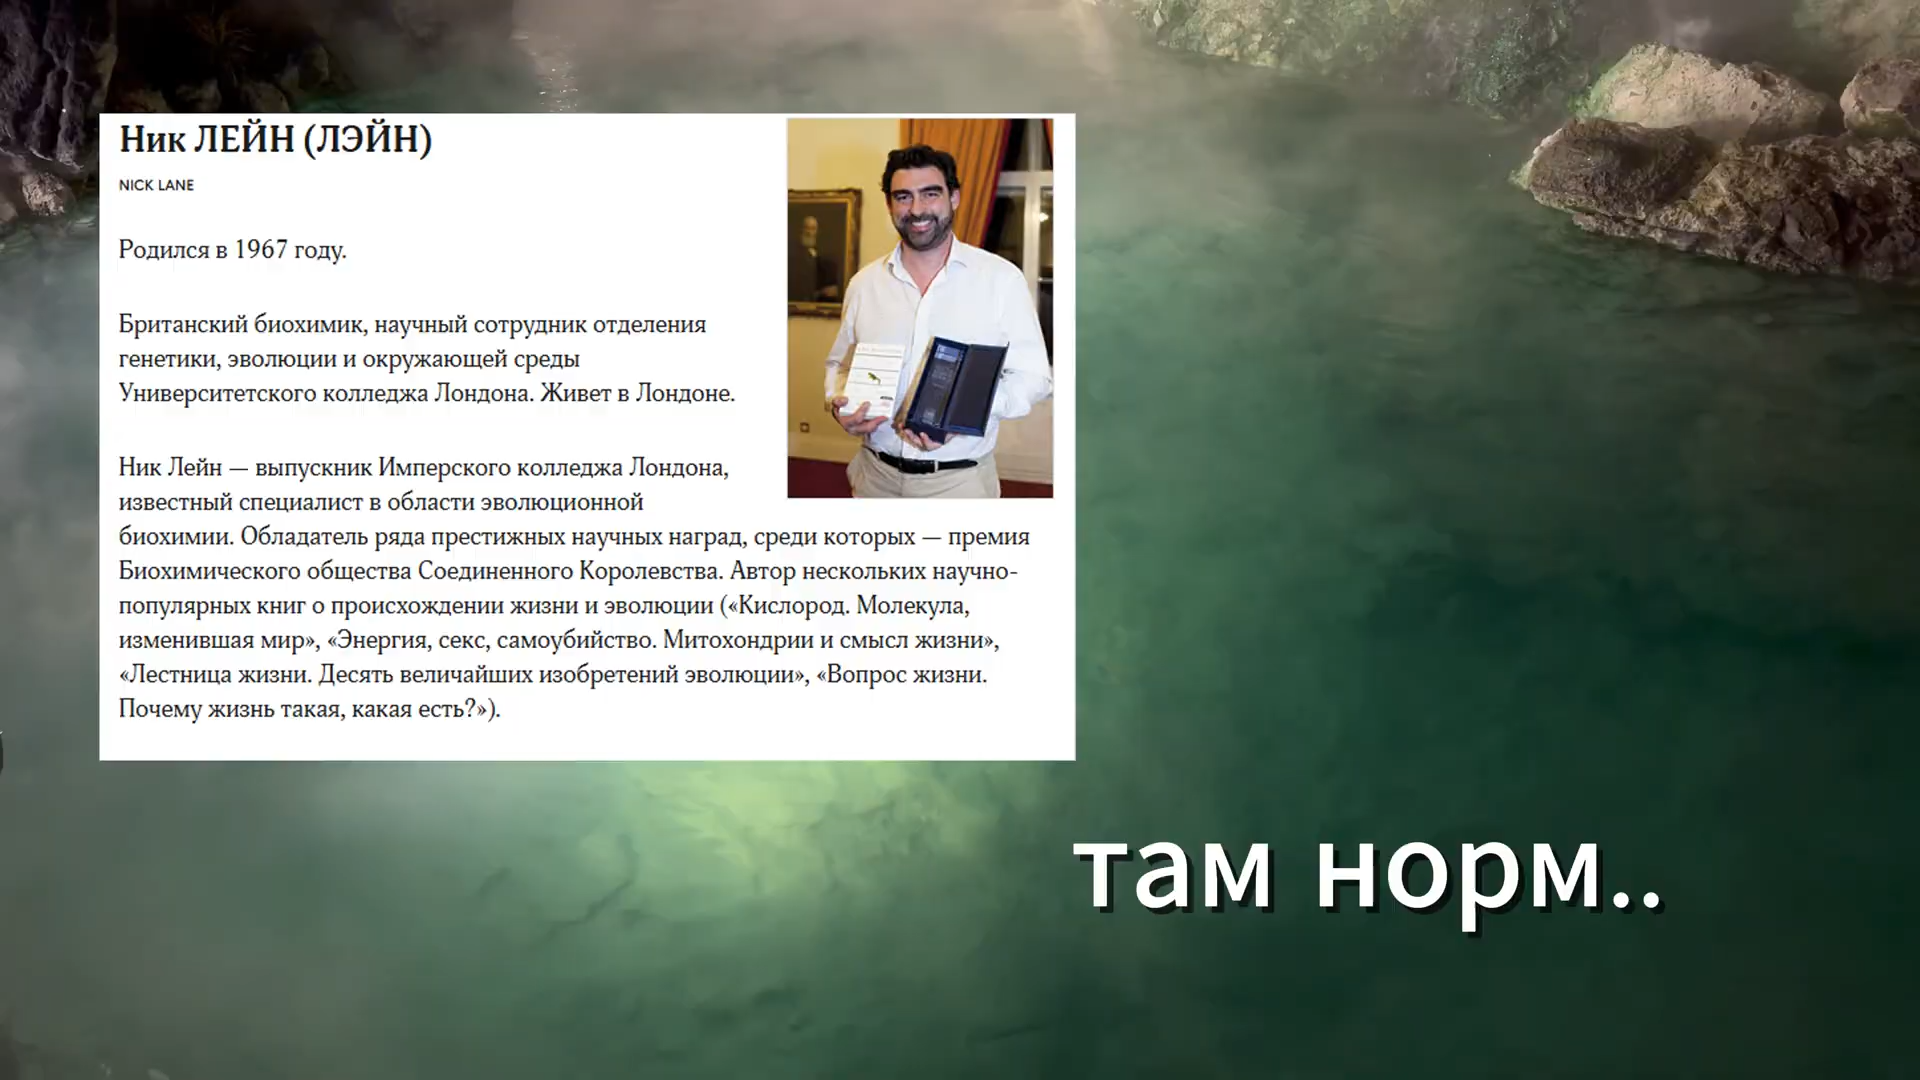 Ник ЛЕЙН (ЛЭЙН)
NICK LANE
Родился в 1967 году.
Британский биохимик, научный сотрудник отделения
генетики, эволюции и окружающей среды
Университетского колледжа Лондона. Живет в Лондоне.
Ник Лейн — выпускник Имперского колледжа Лондона,
известный специалист в области эволюционной
биохимии. Обладатель ряда престижных научных наград, среди которых — премия
Биохимического общества Соединенного Королевства. Автор нескольких научно-
популярных книг о происхождении жизни и эволюции («Кислород. Молекула,
изменившая мир», «Энергия, секс, самоубийство. Митохондрии и смысл жизни»,
«Лестница жизни. Десять величайших изобретений эволюции», «Вопрос жизни.
Почему жизнь такая, какая есть?»).
там норм..